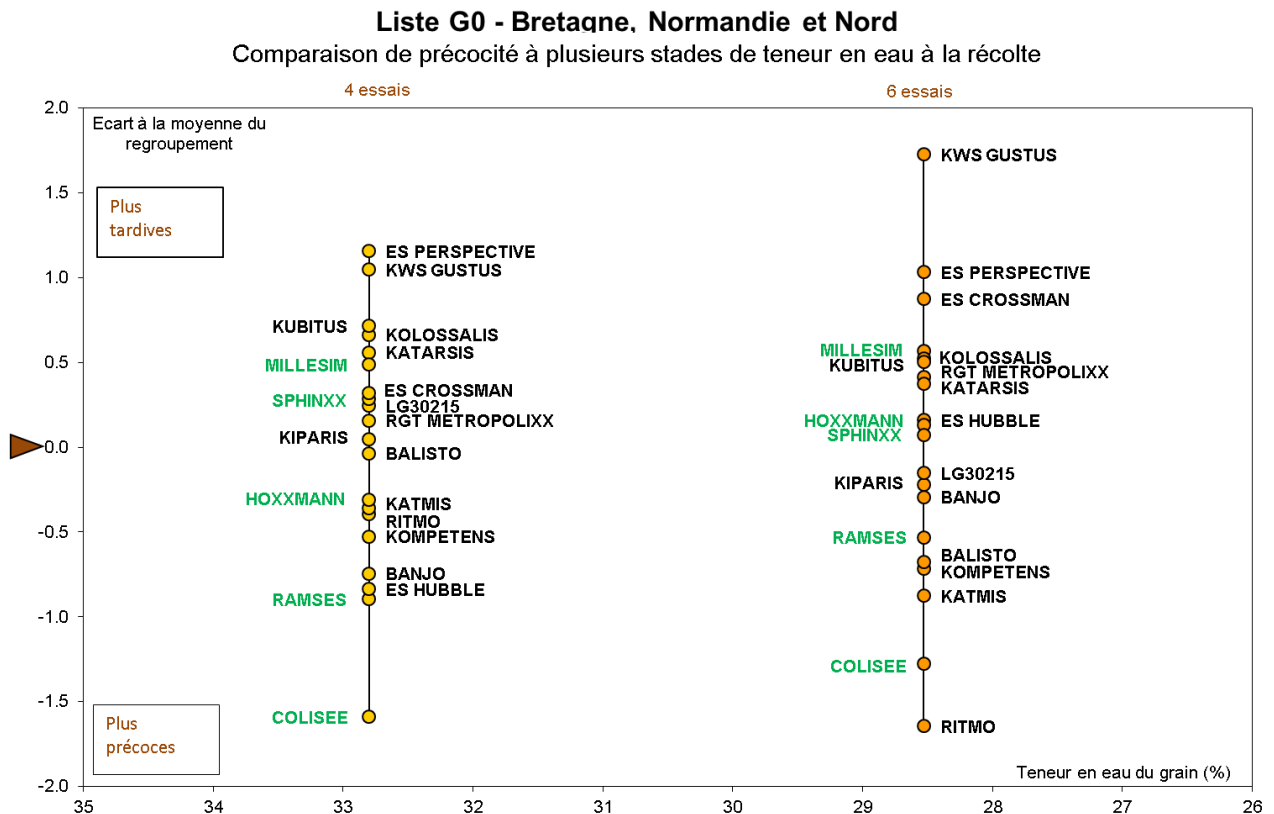 Liste G0 - Bretagne, Normandie et Nord
Comparaison de précocité à plusieurs stades de teneur en eau à la récolte
4 essais
6 essais
2.0
1.5
1.0
0.5
0.0
-0.5
-1.0
-1.5
-2.0
Ecart à la moyenne du
regroupement
Plus
tardives
Plus
précoces
ES PERSPECTIVE
KWS GUSTUS
KUBITUS
KOLOSSALIS
KATARSIS
MILLESIM
ES CROSSMAN
SPHINXX
LG30215
RGT METROPOLIXX
KIPARIS
BALISTO
HOXXMANN
KATMIS
RITMO
KOMPETENS
BANJO
ES HUBBLE
RAMSES
COLISEE
KWS GUSTUS
ES PERSPECTIVE
ES CROSSMAN
MILLESIM
KOLOSSALIS
KUBITUS
RGT METROPOLIXX
KATARSIS
HOXXMANN
ES HUBBLE
SPHINXX
LG30215
KIPARIS
BANJO
RAMSES
BALISTO
KOMPETENS
KATMIS
COLISEE
RITMO
Teneur en eau du grain (%)
35 34 33 32 31 30 29 28 27 26